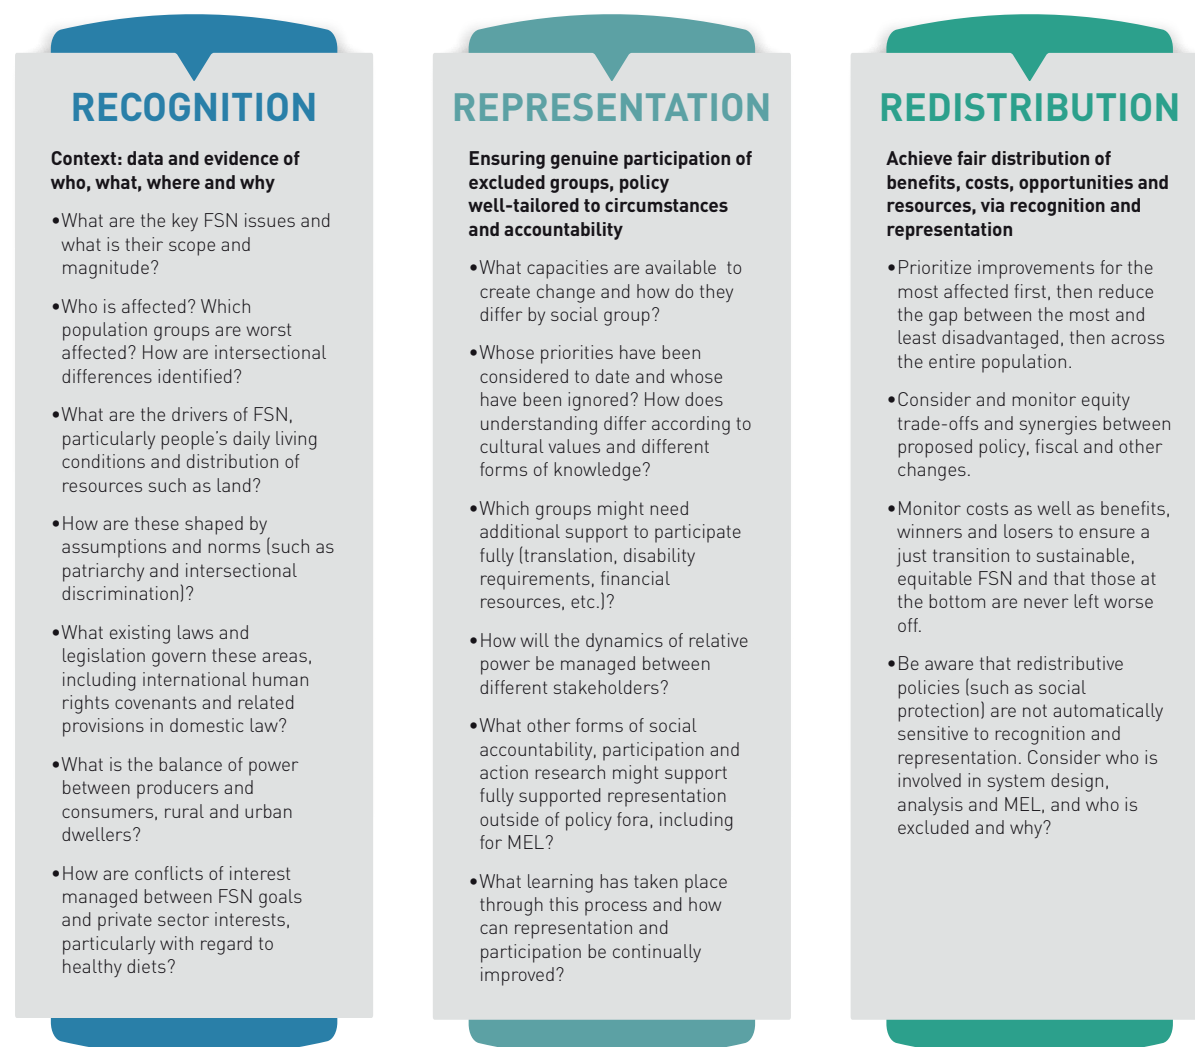 RECOGNITION
Context: data and evidence of
who, what, where and why
•What are the key FSN issues and
what is their scope and
magnitude?
•Who is affected? Which
population groups are worst
affected? How are intersectional
differences identified?
•What are the drivers of FSN,
particularly people’s daily living
conditions and distribution of
resources such as land?
•How are these shaped by
assumptions and norms (such as
patriarchy and intersectional
discrimination)?
•What existing laws and
legislation govern these areas,
including international human
rights covenants and related
provisions in domestic law?
•What is the balance of power
between producers and
consumers, rural and urban
dwellers?
•How are conflicts of interest
managed between FSN goals
and private sector interests,
particularly with regard to
healthy diets?
REPRESENTATION
Ensuring genuine participation of
excluded groups, policy
well-tailored to circumstances
and accountability
•What capacities are available to
create change and how do they
differ by social group?
•Whose priorities have been
considered to date and whose
have been ignored? How does
understanding differ according to
cultural values and different
forms of knowledge?
•Which groups might need
additional support to participate
fully (translation, disability
requirements, financial
resources, etc.)?
•How will the dynamics of relative
power be managed between
different stakeholders?
•What other forms of social
accountability, participation and
action research might support
fully supported representation
outside of policy fora, including
for MEL?
•What learning has taken place
through this process and how
can representation and
participation be continually
improved?
REDISTRIBUTION
Achieve fair distribution of
benefits, costs, opportunities and
resources, via recognition and
representation
•Prioritize improvements for the
most affected first, then reduce
the gap between the most and
least disadvantaged, then across
the entire population.
•Consider and monitor equity
trade-offs and synergies between
proposed policy, fiscal and other
changes.
•Monitor costs as well as benefits,
winners and losers to ensure a
just transition to sustainable,
equitable FSN and that those at
the bottom are never left worse
off.
•Be aware that redistributive
policies (such as social
protection) are not automatically
sensitive to recognition and
representation. Consider who is
involved in system design,
analysis and MEL, and who is
excluded and why?